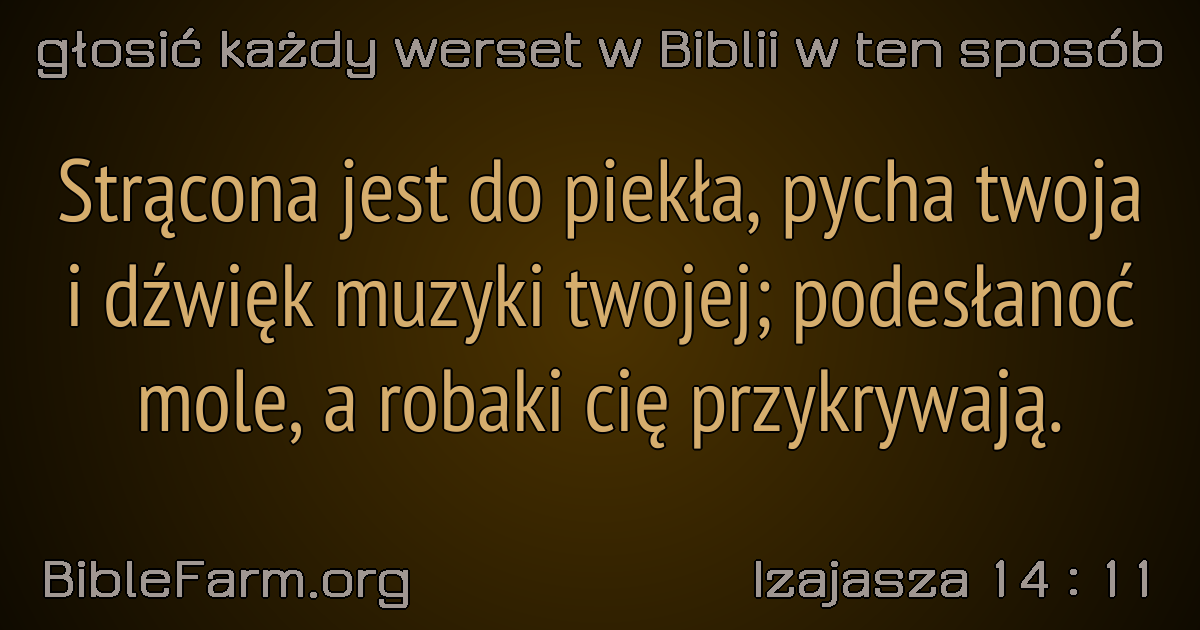 głosić każdy werset w Biblii w ten sposób
Strącona jest do piekła, pycha twoja
i dźwięk muzyki twojej; podesłanoć
mole, a robaki cię przykrywają.
BibleFarm.org
Izajasza 14 : 11